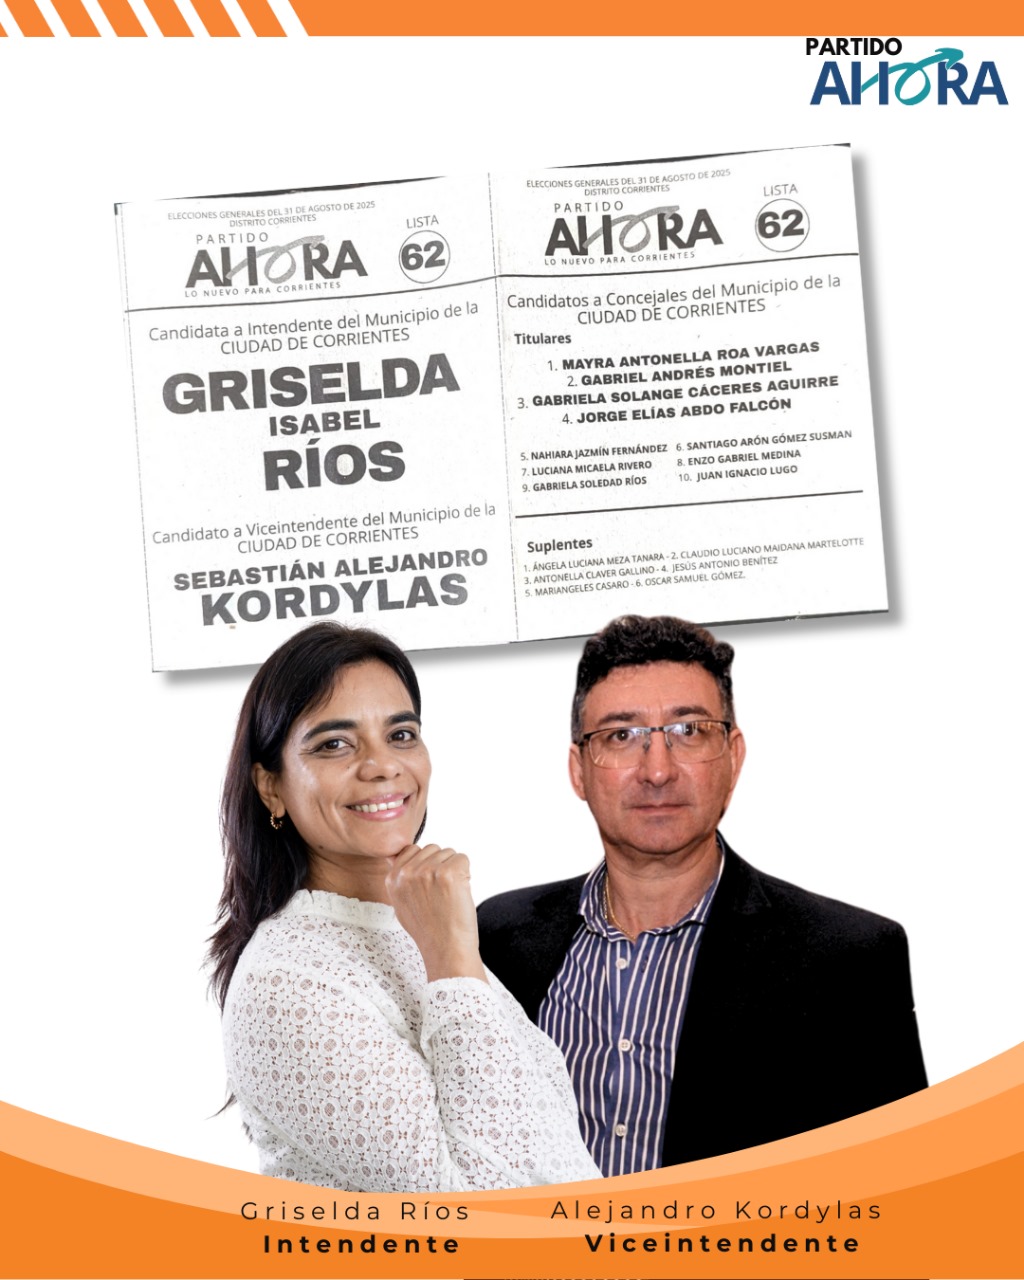 PARTIDO
AHORA
ELECCIONES GENERALES DEL 31 DE AGOSTO DE 2025
DISTRITO CORRIENTES
PARTIDO
AHORA
LO NUEVO PARA CORRIENTES
LISTA
62
Candidata a Intendente del Municipio de la
CIUDAD DE CORRIENTES
GRISELDA
ISABEL
RÍOS
Candidato a Viceintendente del Municipio de la
CIUDAD DE CORRIENTES
SEBASTIÁN ALEJANDRO
KORDYLAS
ELECCIONES GENERALES DEL 31 DE AGOSTO DE 2025
DISTRITO CORRIENTES
PARTIDO
AHORA
LO NUEVO PARA CORRIENTES
LISTA
62
Candidatos a Concejales del Municipio de la
CIUDAD DE CORRIENTES
Titulares
1. MAYRA ANTONELLA ROA VARGAS
2. GABRIEL ANDRÉS MONTIEL
3. GABRIELA SOLANGE CÁCERES AGUIRRE
4. JORGE ELÍAS ABDO FALCÓN
5. NAHIARA JAZMÍN FERNÁNDEZ 6. SANTIAGO ARÓN GÓMEZ SUSMAN
7. LUCIANA MICAELA RIVERO 8. ENZO GABRIEL MEDINA
9. GABRIELA SOLEDAD RÍOS 10. JUAN IGNACIO LUGO
Suplentes
1. ÁNGELA LUCIANA MEZA TANARA - 2. CLAUDIO LUCIANO MAIDANA MARTELOTTE
3. ANTONELLA CLAVER GALLINO - 4. JESÚS ANTONIO BENÍTEZ
5. MARIANGELES CASARO - 6. OSCAR SAMUEL GÓMEZ.
Griselda Ríos
Intendente
Alejandro Kordylas
Viceintendente